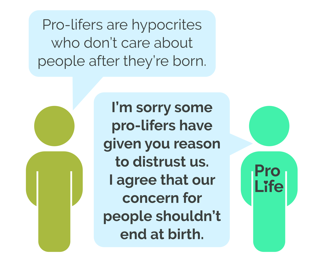 Pro-lifers are hypocrites
who don't care about
people after they're born.
I'm sorry some
pro-lifers have
given you reason
to distrust us.
I agree that our
concern for
people shouldn't
end at birth.
Pro
Life